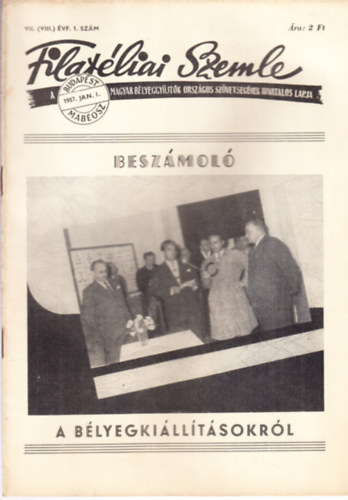 VII. (VIII.) ÉVF. 1. SZÁM
Ára: 2 Ft
Filatéliai Szemle
A MAGYAR BÉLYEGGYŰJTŐK ORSZÁGOS SZÖVETSÉGÉNEK HIVATALOS LAPJA
BUDAPEST
1957. JAN. 1.
MABÉOSZ
BESZÁMOLÓ
A BÉLYEGKIÁLLÍTÁSOKRÓL